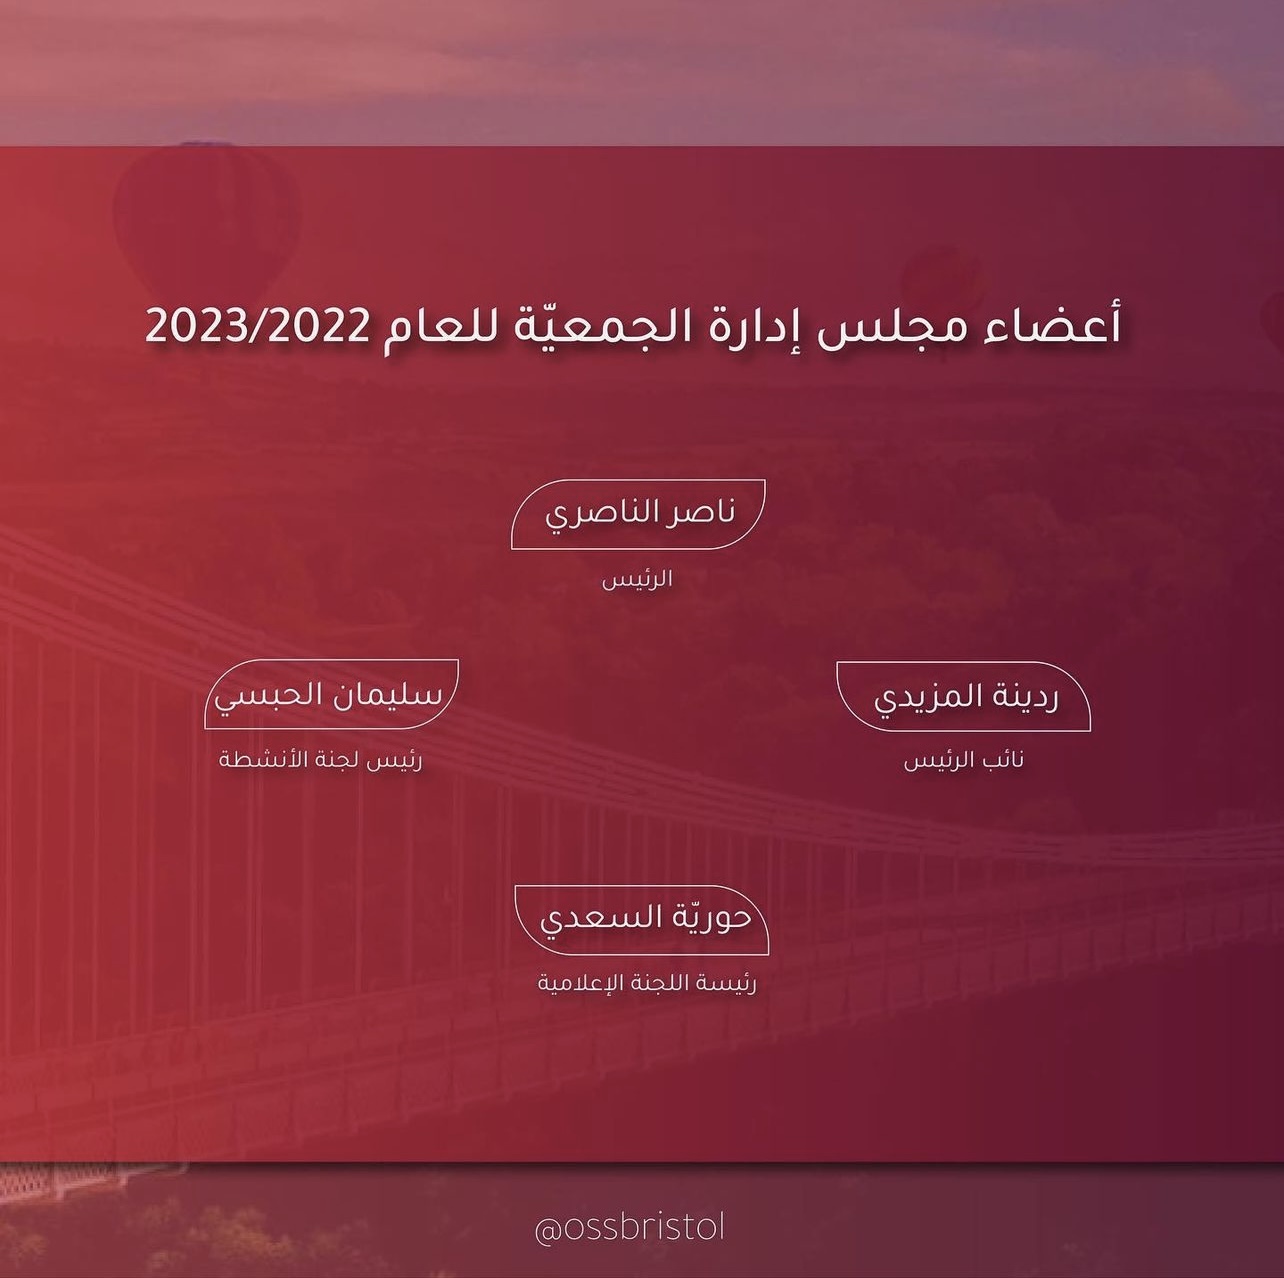 أعضاء مجلس إدارة الجمعيّة للعام 2023/2022
ناصر الناصري
الرئيس
ردينة المزيدي
نائب الرئيس
سليمان الحبسي
رئيس لجنة الأنشطة
حوريّة السعدي
رئيسة اللجنة الإعلامية
@ossbristol